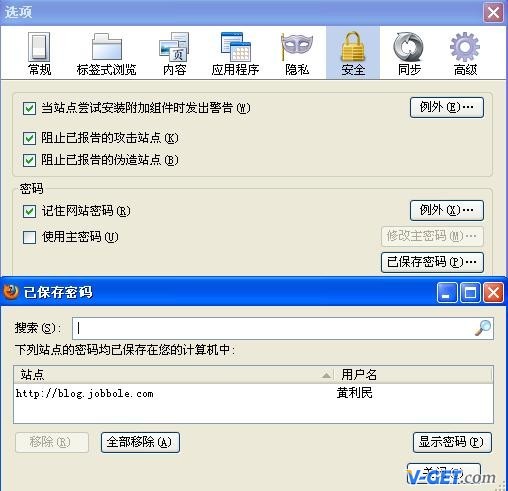 选项
常规 标签式浏览 内容 应用程序 隐私 安全 同步 高级
当站点尝试安装附加组件时发出警告(W) 例外(E)…
阻止已报告的攻击站点(K)
阻止已报告的伪造站点(B)
密码
记住网站密码(R) 例外(X)…
使用主密码(U) 修改主密码(M)…
已保存密码(P)…
已保存密码
搜索(S):
下列站点的密码均已保存在您的计算机中:
站点 用户名
http://blog.jobbole.com 黄利民
移除(R) 全部移除(A) 显示密码(P)
V-GET.com